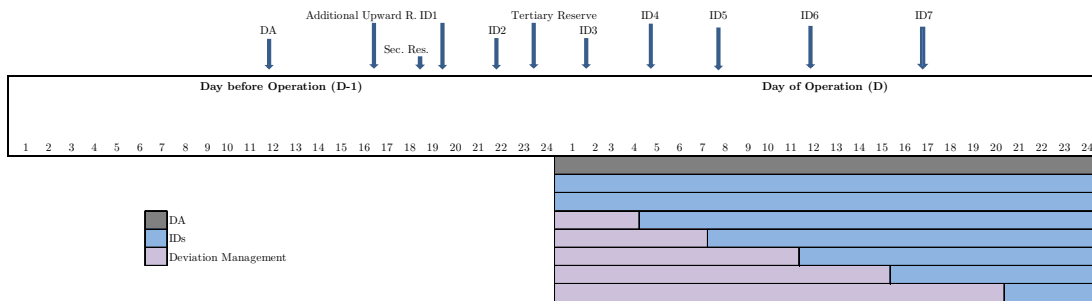 Additional Upward R. ID1 Tertiary Reserve ID4 ID5 ID6 ID7
DA ID2 ID3
Sec. Res.
Day before Operation (D-1) Day of Operation (D)
1 2 3 4 5 6 7 8 9 10 11 12 13 14 15 16 17 18 19 20 21 22 23 24 1 2 3 4 5 6 7 8 9 10 11 12 13 14 15 16 17 18 19 20 21 22 23 24
DA
IDs
Deviation Management